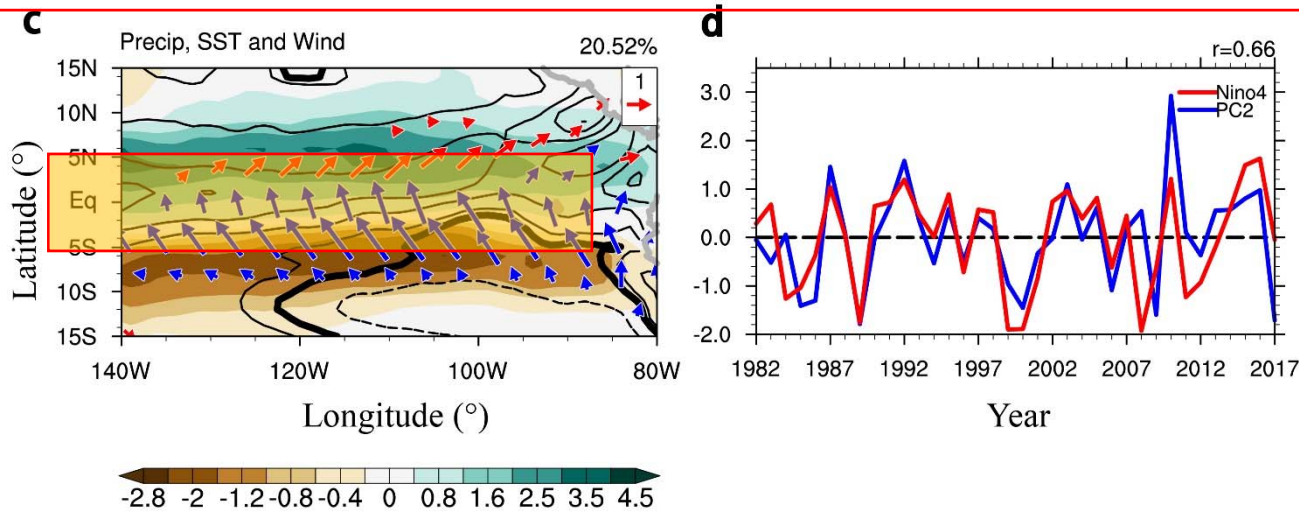 c
Precip, SST and Wind
20.52%
1
15N
10N
5N
Eq
5S
10S
15S
Latitude (°)
140W 120W 100W 80W
Longitude (°)
-2.8 -2 -1.2 -0.8 -0.4 0 0.8 1.6 2.5 3.5 4.5
d
r=0.66
Nino4
PC2
3.0
2.0
1.0
0.0
-1.0
-2.0
1982 1987 1992 1997 2002 2007 2012 2017
Year